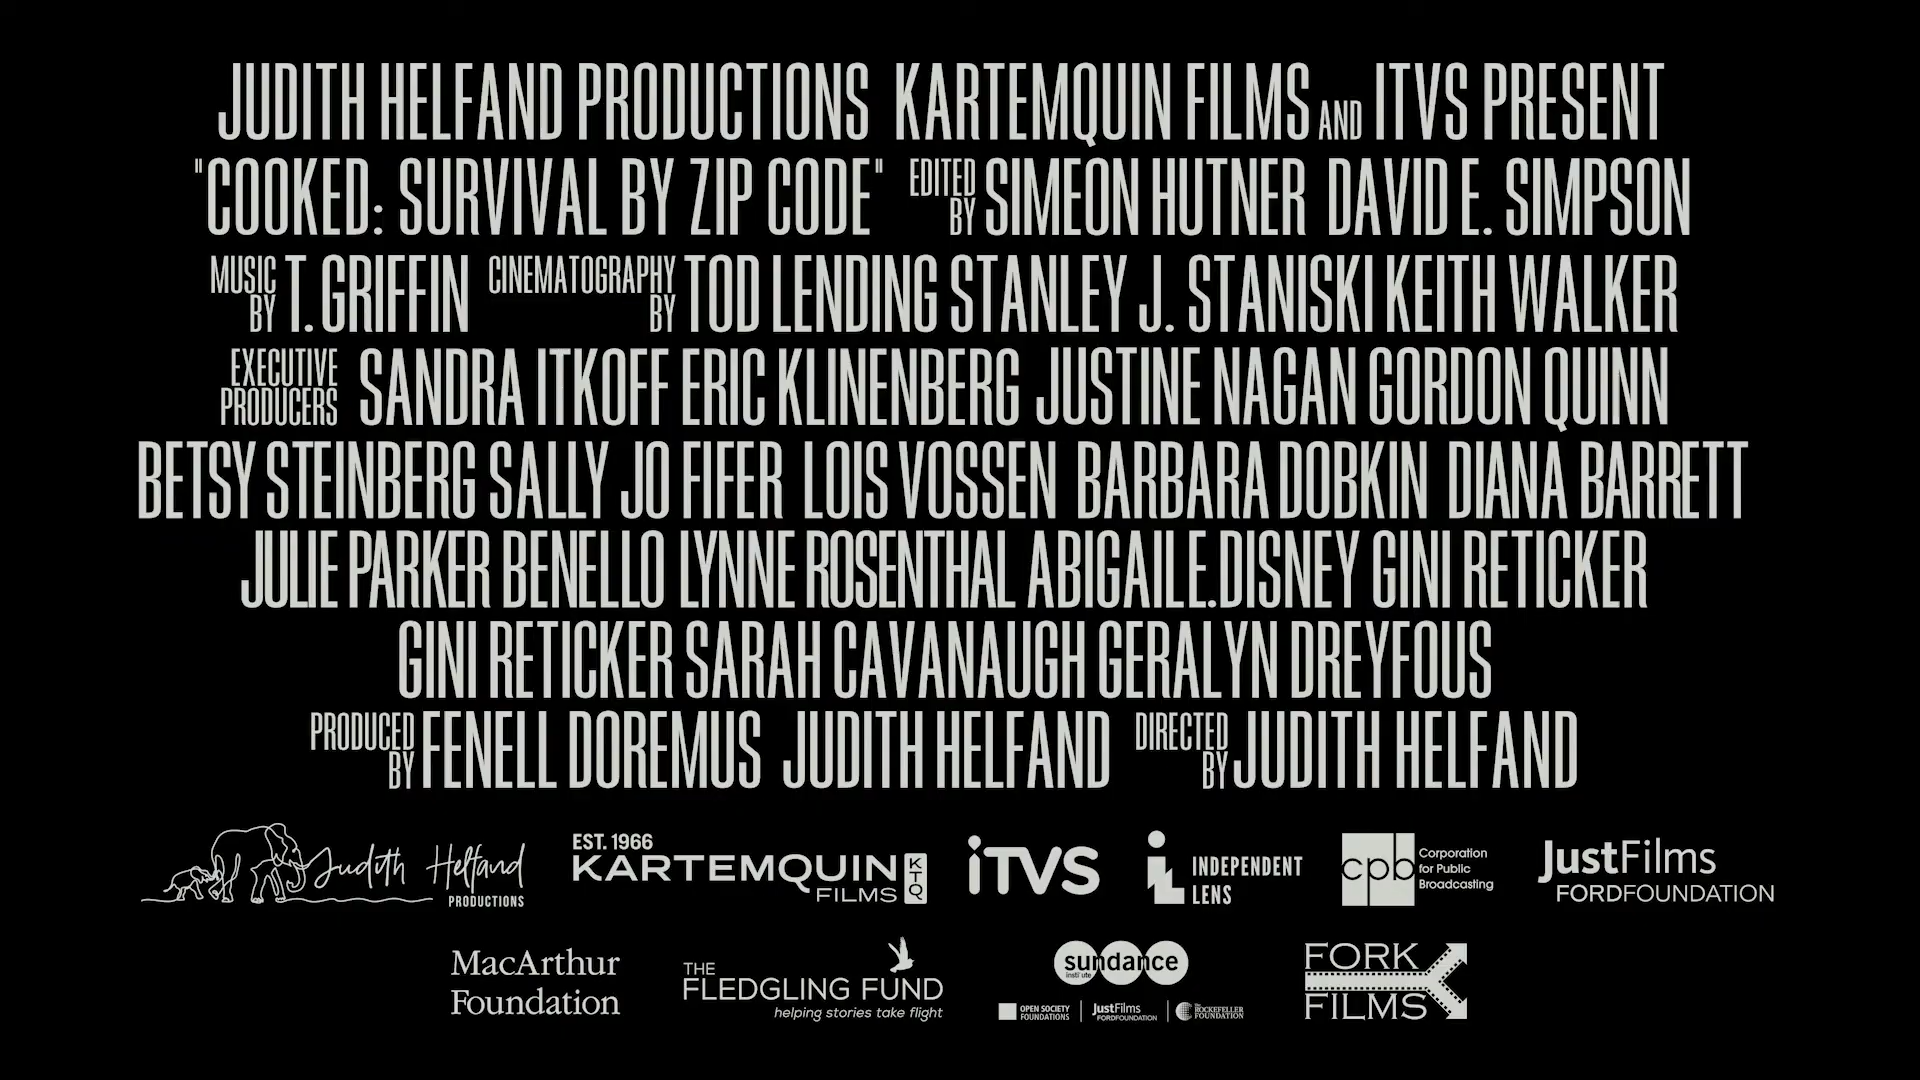 JUDITH HELFAND PRODUCTIONS KARTEMQUIN FILMS AND ITVS PRESENT
"COOKED: SURVIVAL BY ZIP CODE" EDITED BY SIMEON HUTNER DAVID E. SIMPSON
MUSIC BY T. GRIFFIN CINEMATOGRAPHY BY TOD LENDING STANLEY J. STANISKI KEITH WALKER
EXECUTIVE PRODUCERS SANDRA ITKOFF ERIC KLINENBERG JUSTINE NAGAN GORDON QUINN
BETSY STEINBERG SALLY JO FIFER LOIS VOSSEN BARBARA DOBKIN DIANA BARRETT
JULIE PARKER BENELLO LYNNE ROSENTHAL ABIGAILE.DISNEY GINI RETICKER
GINI RETICKER SARAH CAVANAUGH GERALYN DREYFOUS
PRODUCED BY FENELL DOREMUS JUDITH HELFAND DIRECTED BY JUDITH HELFAND
Judith Helfand
PRODUCTIONS
EST. 1966
KARTEMQUIN
FILMS
KTQ
iTVS
INDEPENDENT
LENS
cpb
Corporation
for Public
Broadcasting
JustFilms
FORDFOUNDATION
MacArthur
Foundation
THE
FLEDGLING FUND
helping stories take flight
sundance
insti ute
OPEN SOCIETY
FOUNDATIONS
JustFilms
FORDFOUNDATION
The
ROCKEFELLER
FOUNDATION
FORK
FILMS